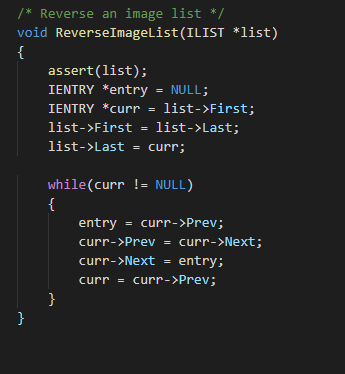 /* Reverse an image list */
void ReverseImageList(ILIST *list)
{
    assert(list);
    IENTRY *entry = NULL;
    IENTRY *curr = list->First;
    list->First = list->Last;
    list->Last = curr;

    while(curr != NULL)
    {
        entry = curr->Prev;
        curr->Prev = curr->Next;
        curr->Next = entry;
        curr = curr->Prev;
    }
}